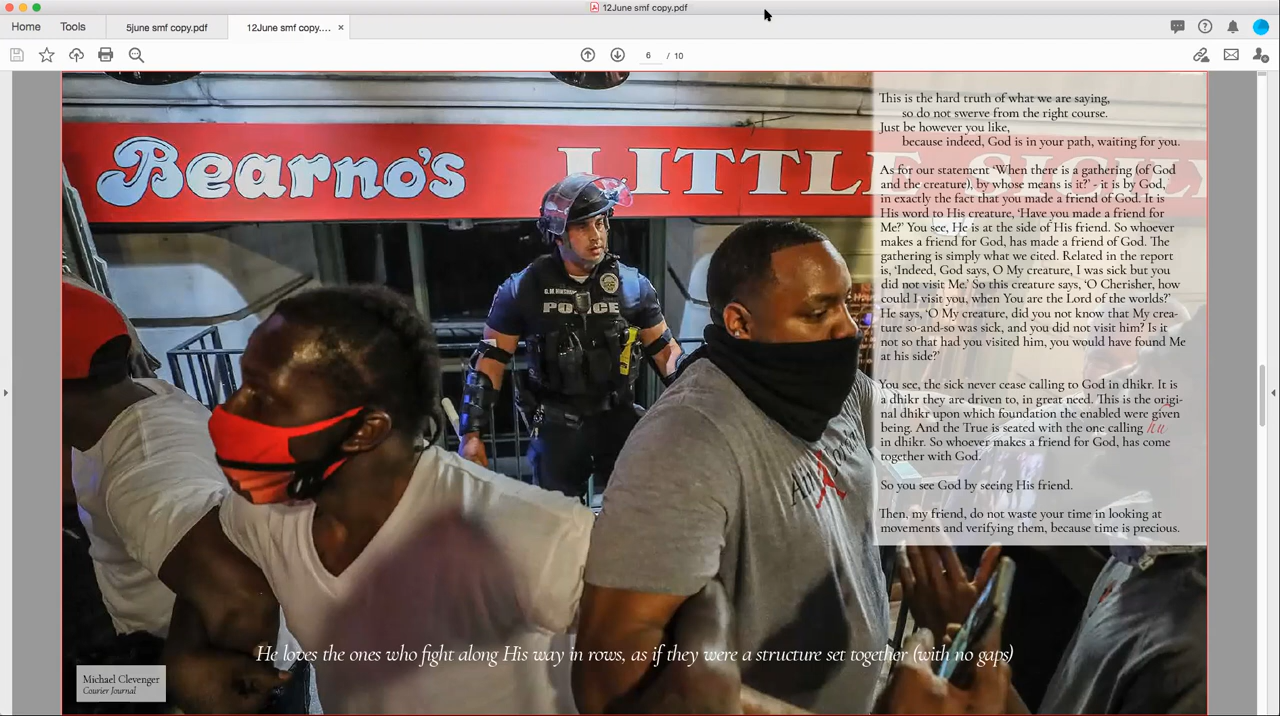 12June smf copy.pdf
Home
Tools
5june smf copy.pdf
12June smf copy.... ×
6 / 10
Bearno's
LITTLE SICILY
G.M.
POLICE
Ain't
This is the hard truth of what we are saying,
so do not swerve from the right course.
Just be however you like,
because indeed, God is in your path, waiting for you.
As for our statement 'When there is a gathering (of God
and the creature), by whose means is it?' - it is by God,
in exactly the fact that you made a friend of God. It is
His word to His creature, 'Have you made a friend for
Me?' You see, He is at the side of His friend. So whoever
makes a friend for God, has made a friend of God. The
gathering is simply what we cited. Related in the report
is, 'Indeed, God says, O My creature, I was sick but you
did not visit Me.' So this creature says, 'O Cherisher, how
could I visit you, when You are the Lord of the worlds?'
He says, 'O My creature, did you not know that My crea-
ture so-and-so was sick, and you did not visit him? Is it
not so that had you visited him, you would have found Me
at his side?'
You see, the sick never cease calling to God in dhikr. It is
a dhikr they are driven to, in great need. This is the origi-
nal dhikr upon which foundation the enabled were given
being. And the True is seated with the one calling hu
in dhikr. So whoever makes a friend for God, has come
together with God.
So you see God by seeing His friend.
Then, my friend, do not waste your time in looking at
movements and verifying them, because time is precious.
He loves the ones who fight along His way in rows, as if they were a structure set together (with no gaps)
Michael Clevenger
Courier Journal